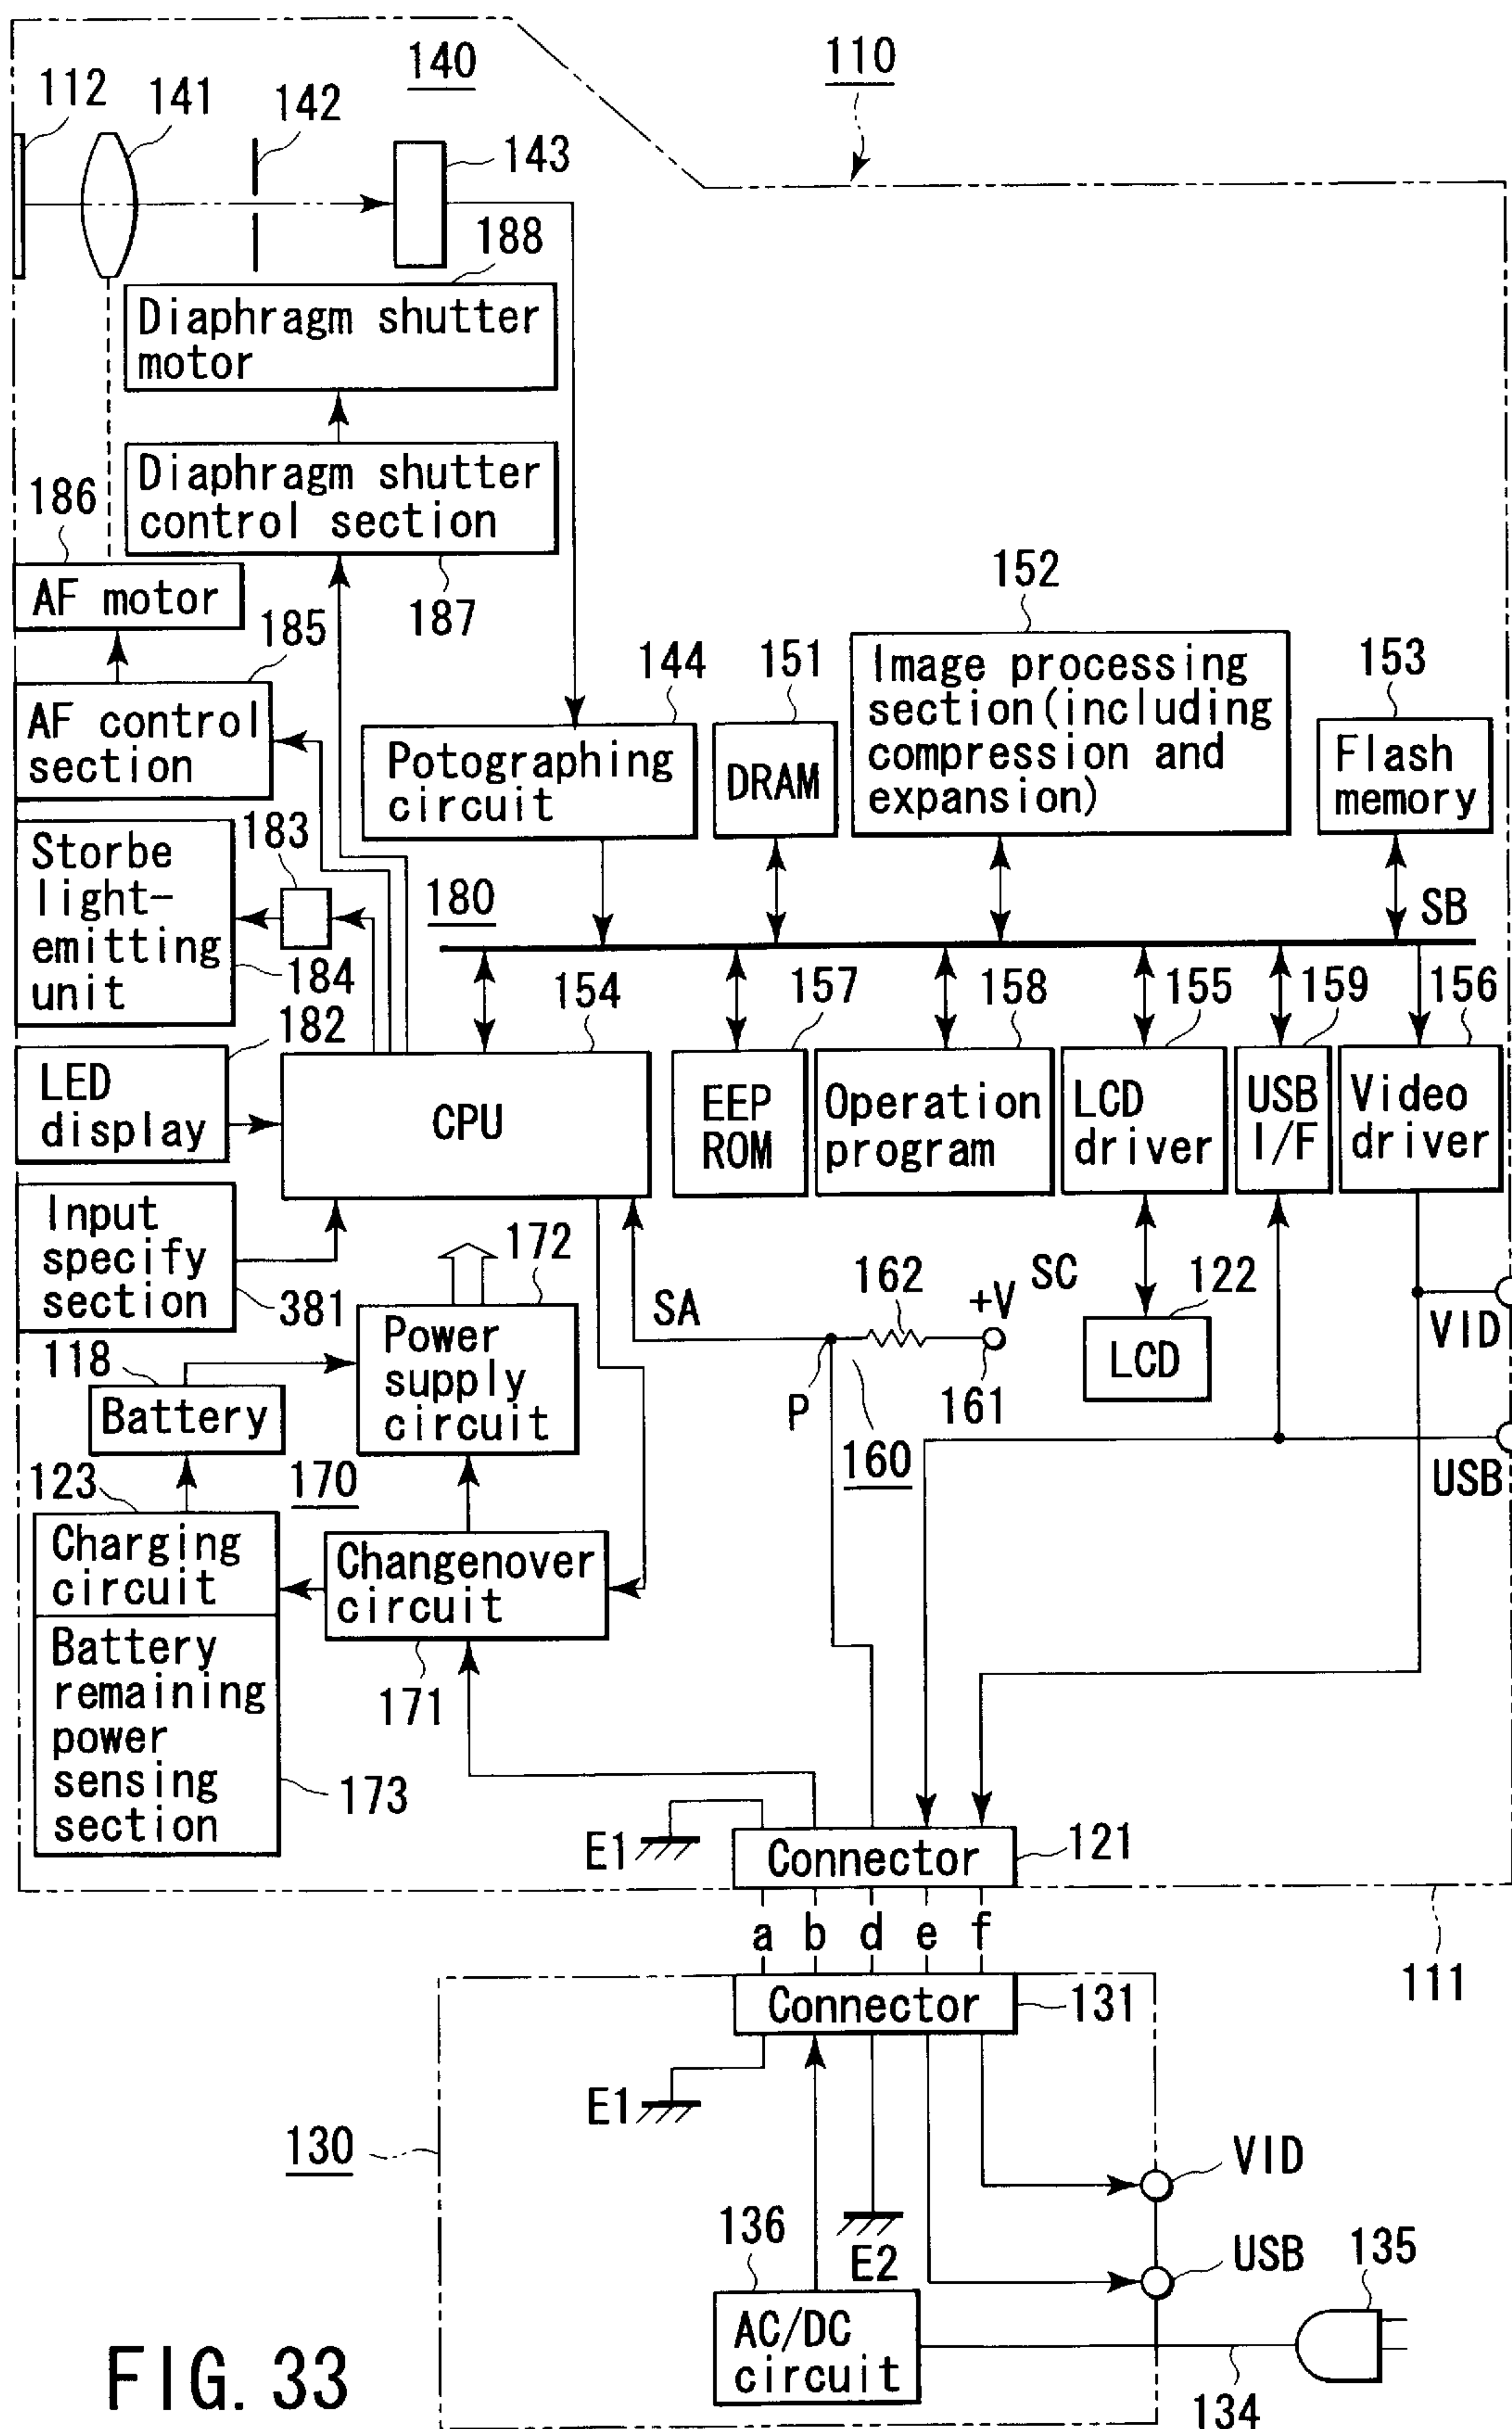 140
110
112
141
142
143
188
Diaphragm shutter
motor
Diaphragm shutter
control section
186
187
AF motor
185
152
144
151
Image processing
section(including
compression and
expansion)
153
AF control
section
Potographing
circuit
DRAM
Flash
memory
Storbe
light-
emitting
unit
183
184
180
SB
182
154
157
158
155
159
156
LED
display
CPU
EEP
ROM
Operation
program
LCD
driver
USB
I/F
Video
driver
Input
specify
section
381
172
SA
162
+V
SC
122
VID
118
Battery
Power
supply
circuit
P
161
LCD
160
USB
123
170
Charging
circuit
Changenover
circuit
Battery
remaining
power
sensing
section
171
173
E1
Connector
121
a b d e f
111
Connector
131
E1
130
VID
136
E2
USB
135
AC/DC
circuit
134
FIG. 33